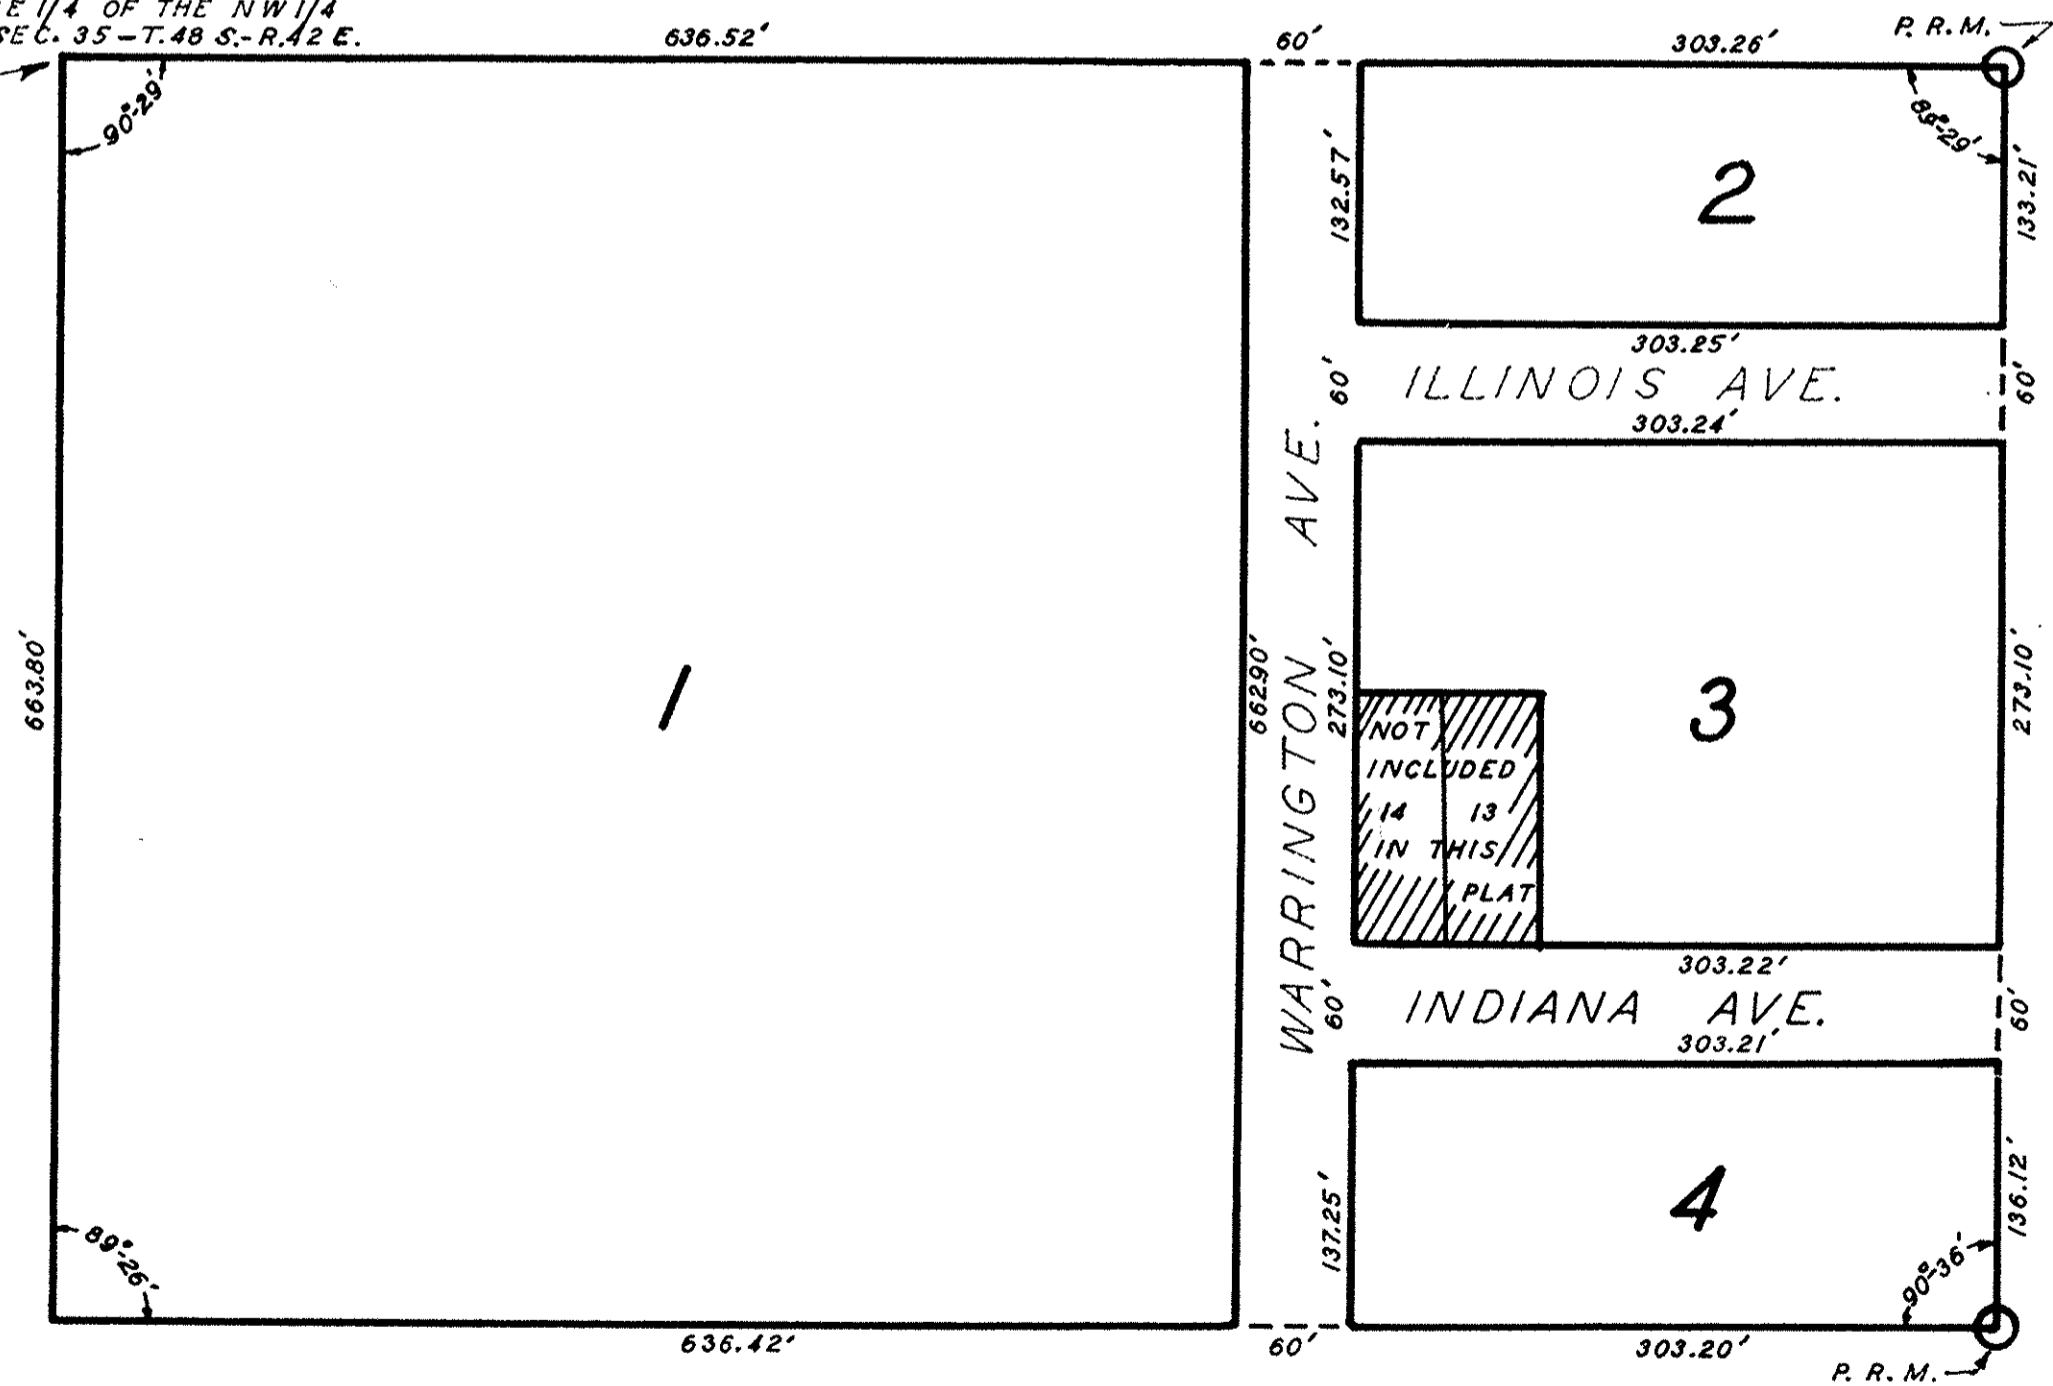 E 1/4 OF THE NW 1/4
SEC. 35-T.48 S.-R.42 E.
636.52'
60'
303.26'
P. R. M.
90°-29'
89°-29'
132.57'
2
133.21'
303.25'
60'
ILLINOIS AVE.
60'
303.24'
663.80'
1
662.90'
WARRINGTON AVE.
273.10'
3
273.10'
NOT
INCLUDED
14 13
IN THIS
PLAT
303.22'
60'
INDIANA AVE.
60'
303.21'
137.25'
4
136.12'
89°-26'
90°-36'
636.42'
60'
303.20'
P. R. M.